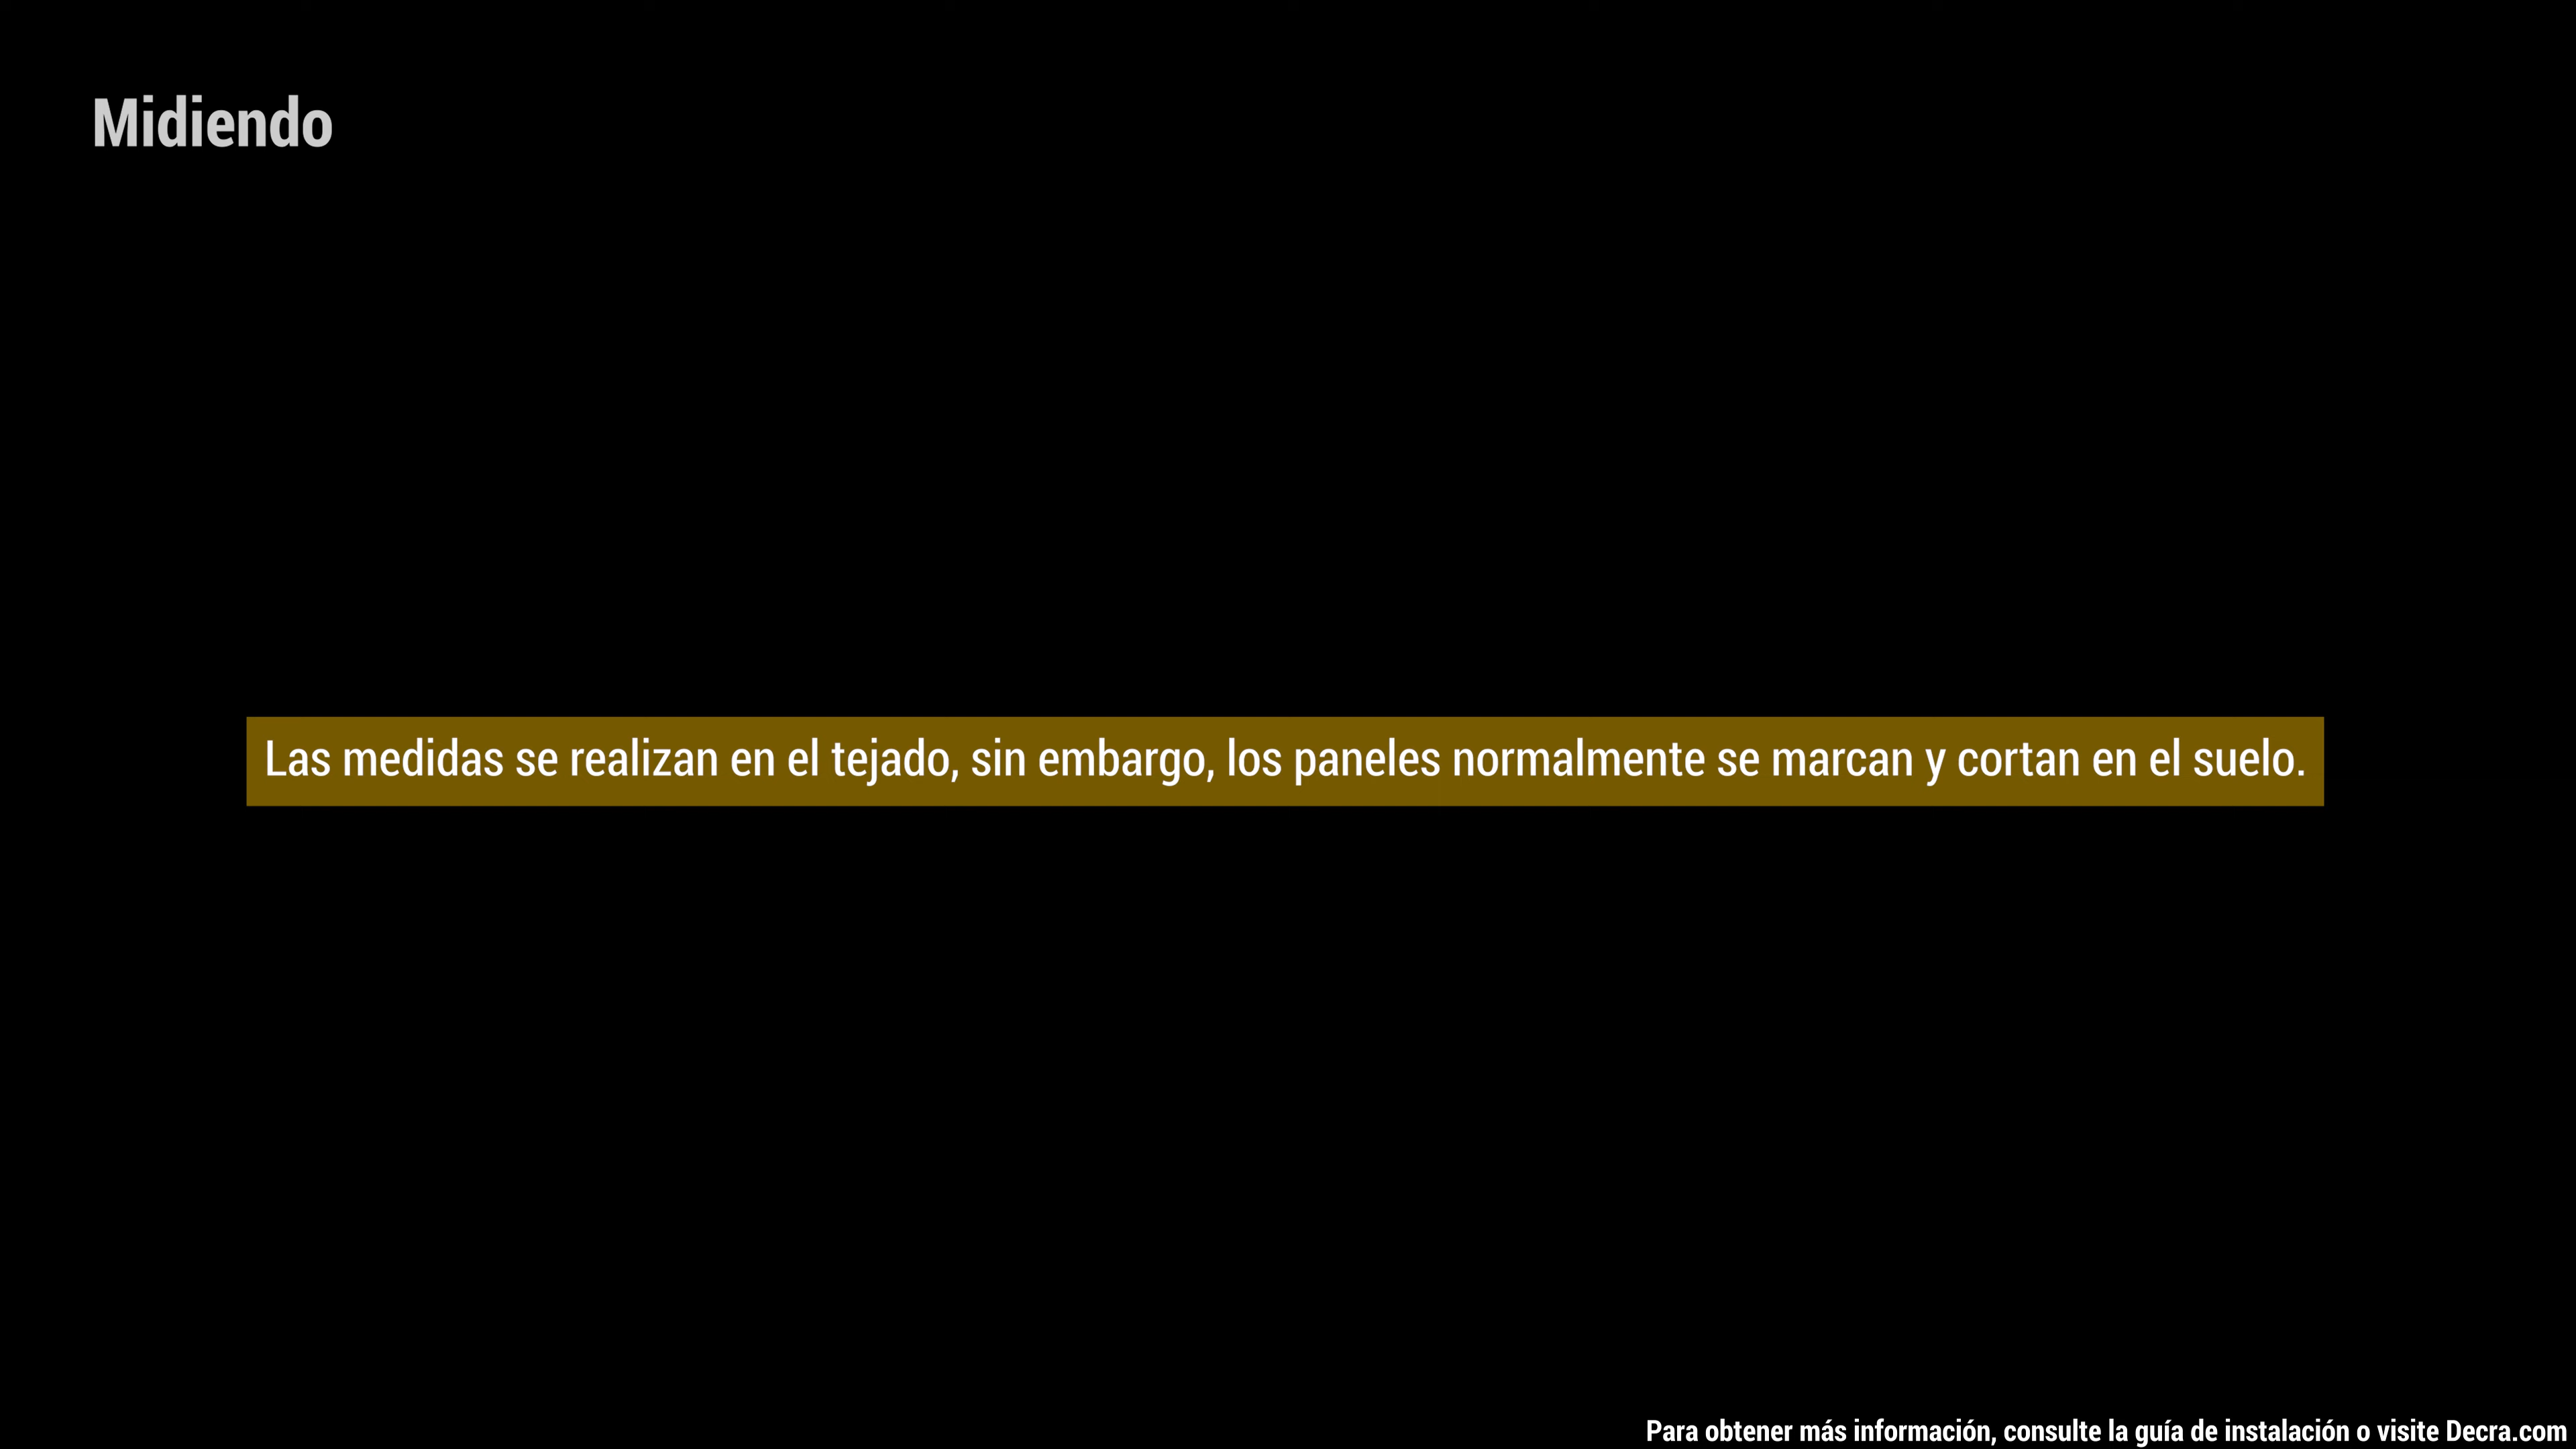 Midiendo
Las medidas se realizan en el tejado, sin embargo, los paneles normalmente se marcan y cortan en el suelo.
Para obtener más información, consulte la guía de instalación o visite Decra.com